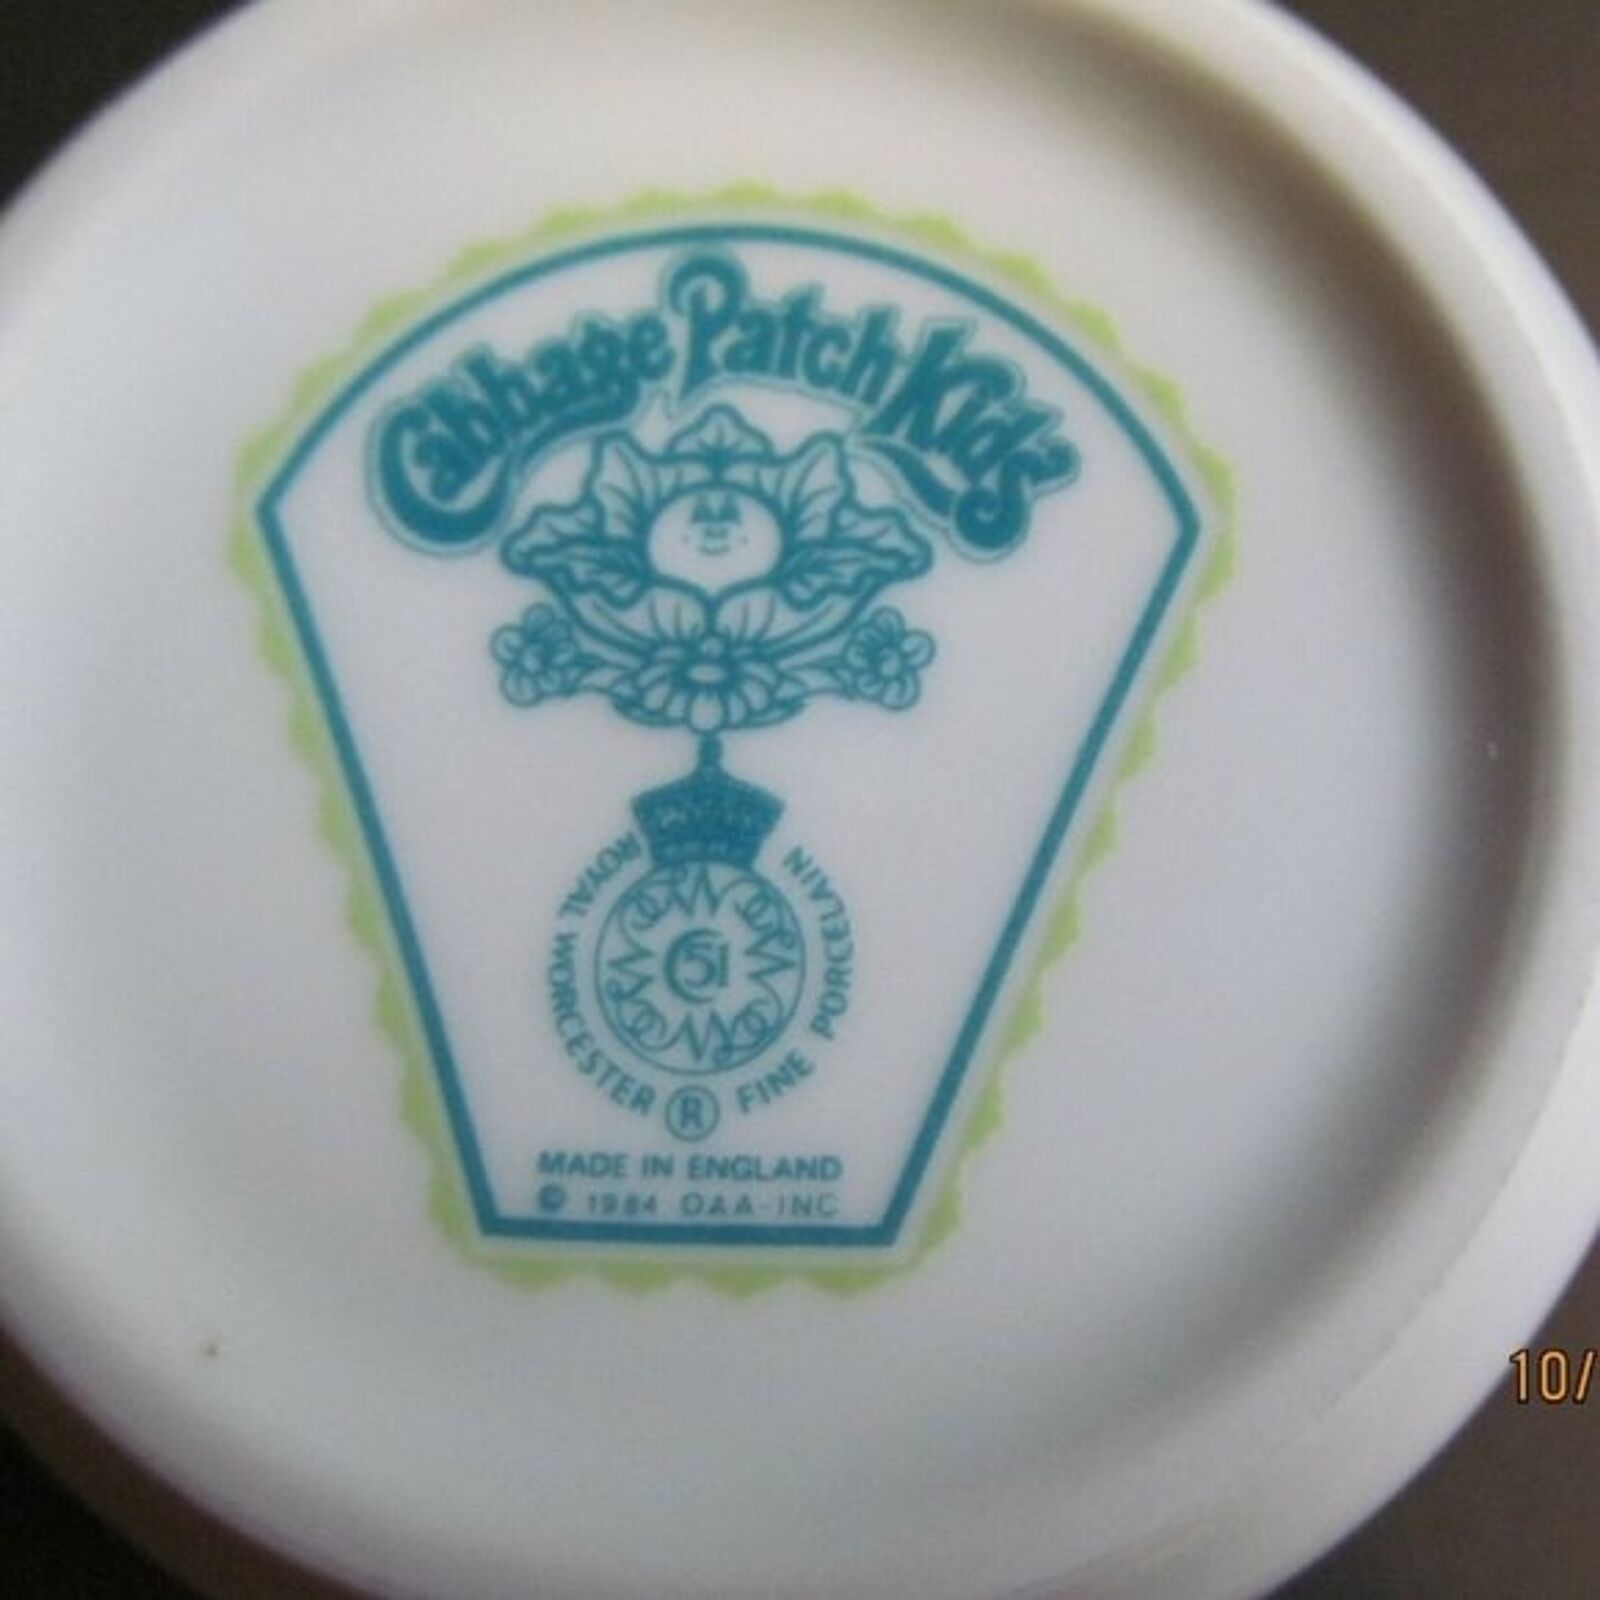 Cabbage Patch Kids
ROYAL WORCESTER ® FINE PORCELAIN
51
MADE IN ENGLAND
© 1984 OAA-INC
10/